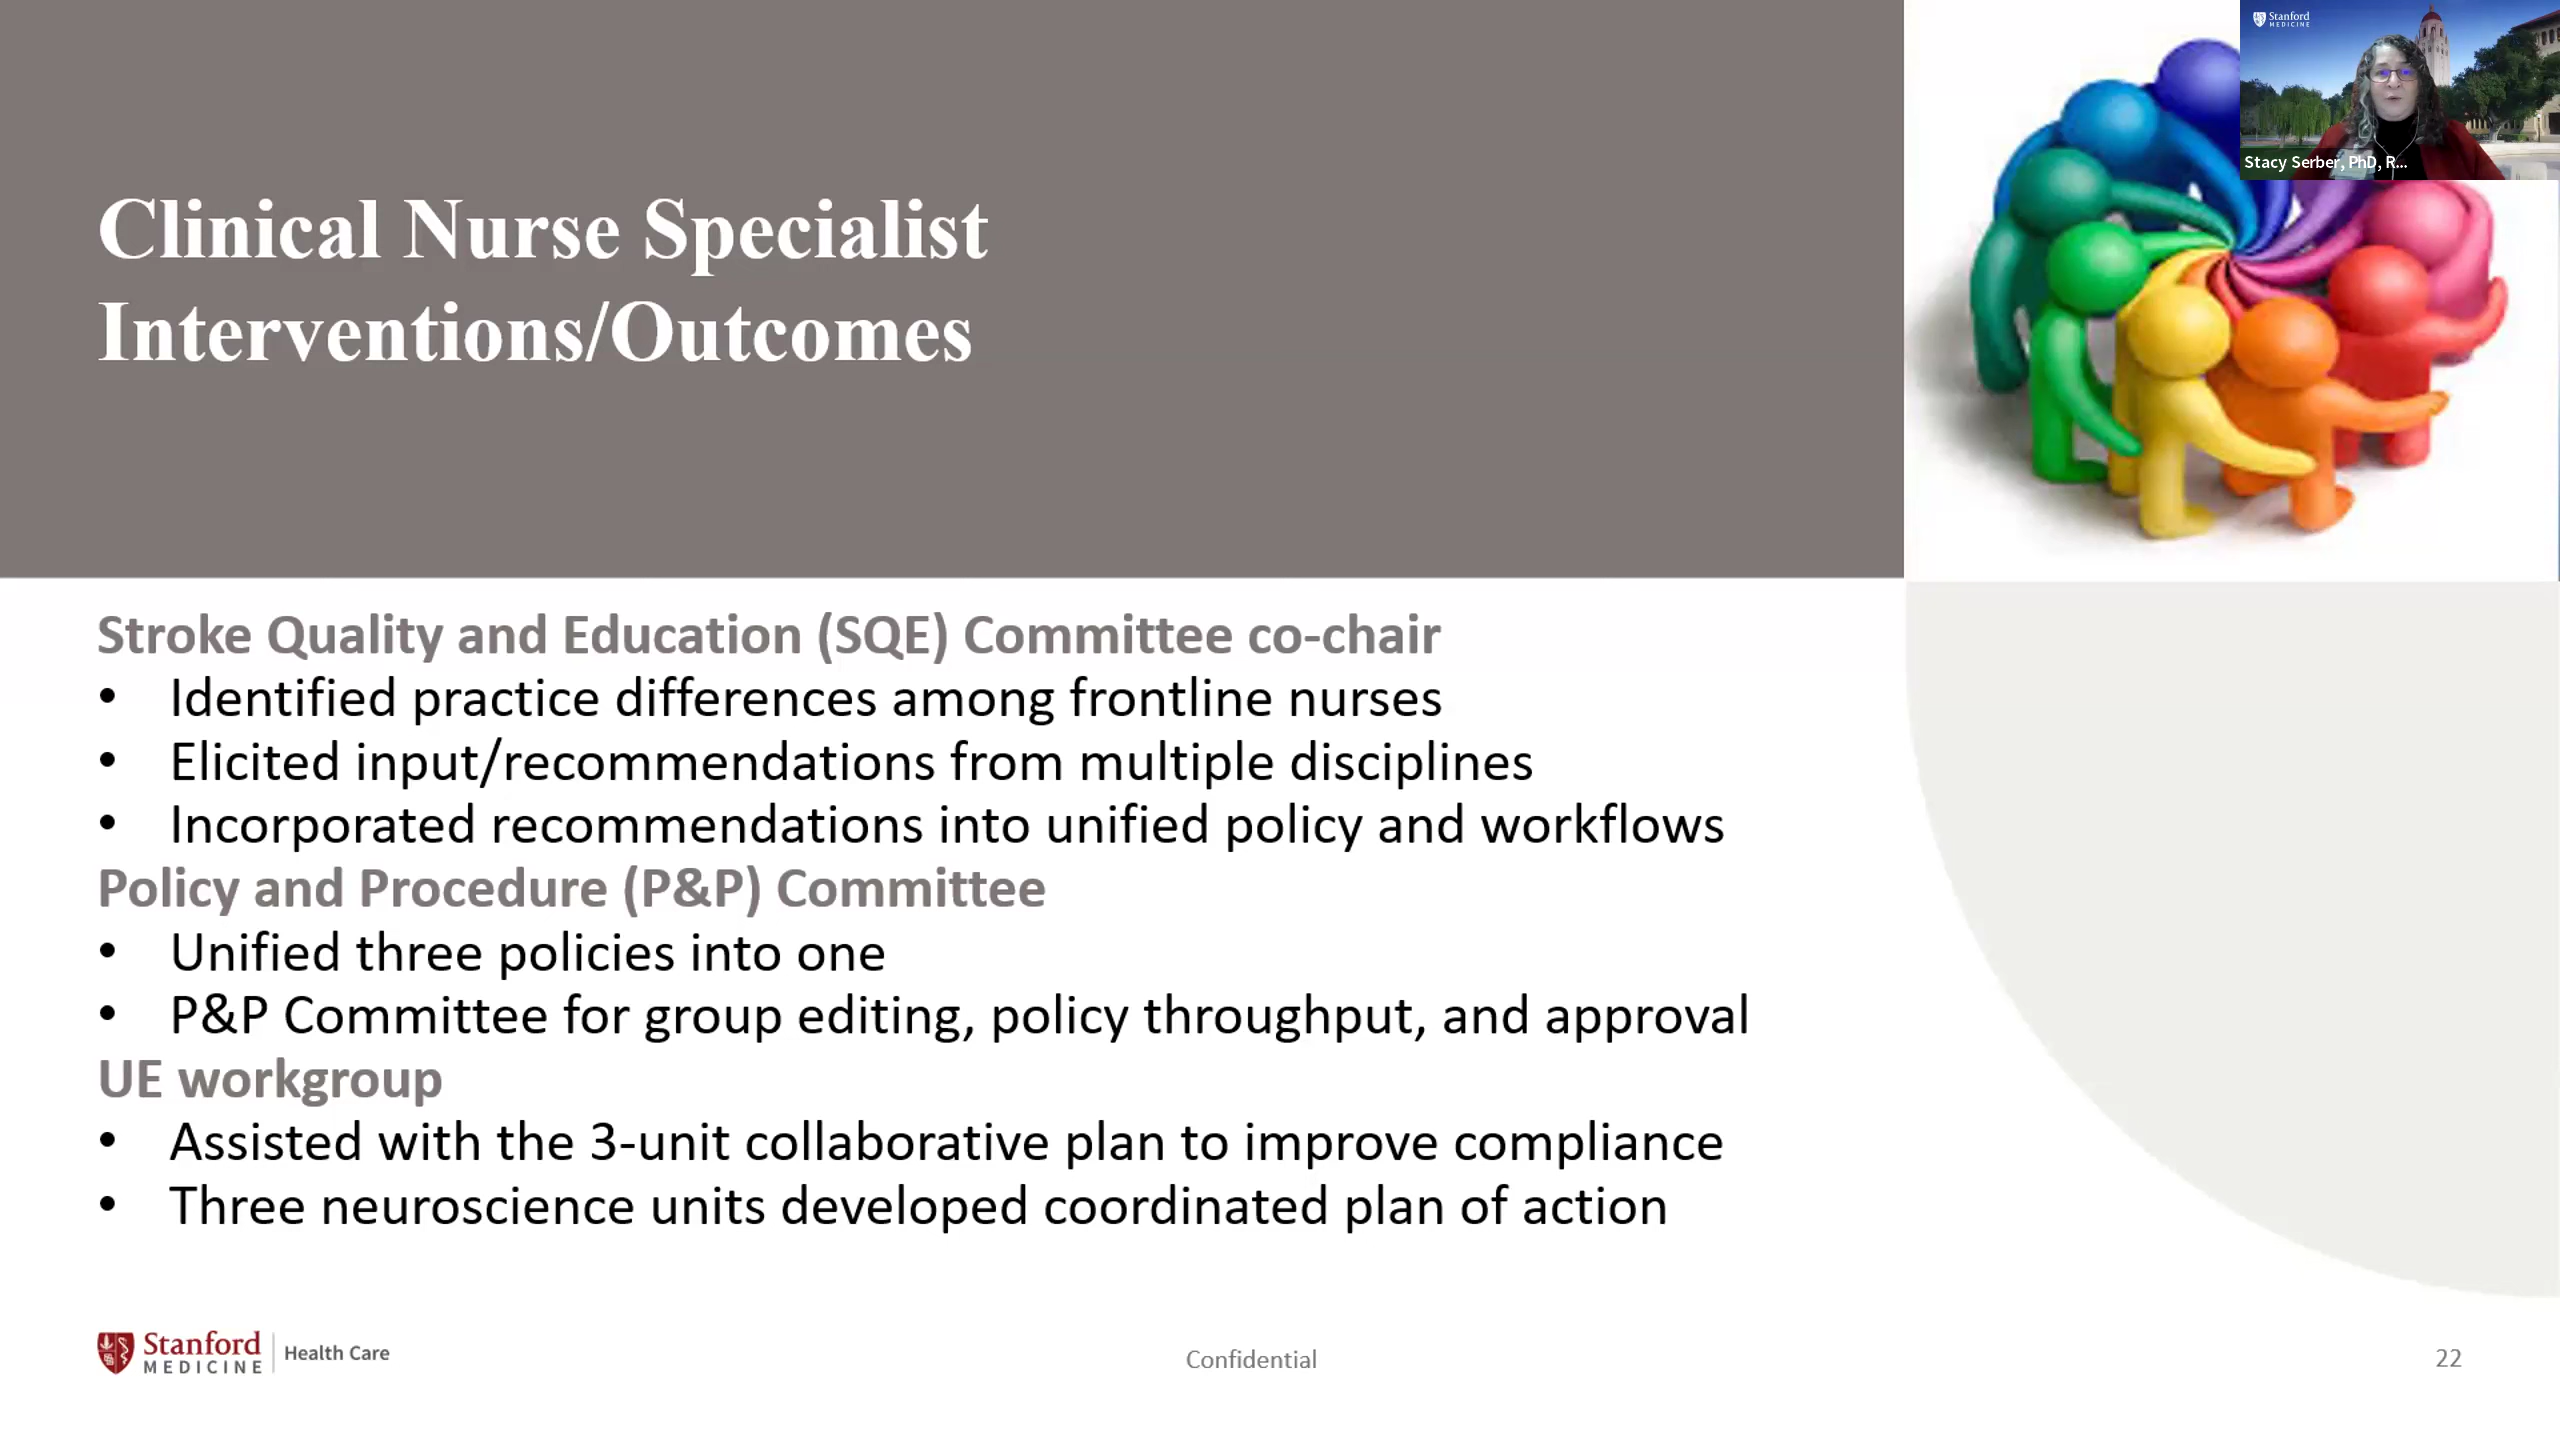 Stanford
MEDICINE
Stacy Serber, PhD, R...
Clinical Nurse Specialist
Interventions/Outcomes
Stroke Quality and Education (SQE) Committee co-chair
• Identified practice differences among frontline nurses
• Elicited input/recommendations from multiple disciplines
• Incorporated recommendations into unified policy and workflows
Policy and Procedure (P&P) Committee
• Unified three policies into one
• P&P Committee for group editing, policy throughput, and approval
UE workgroup
• Assisted with the 3-unit collaborative plan to improve compliance
• Three neuroscience units developed coordinated plan of action
Stanford
MEDICINE
Health Care
Confidential
22